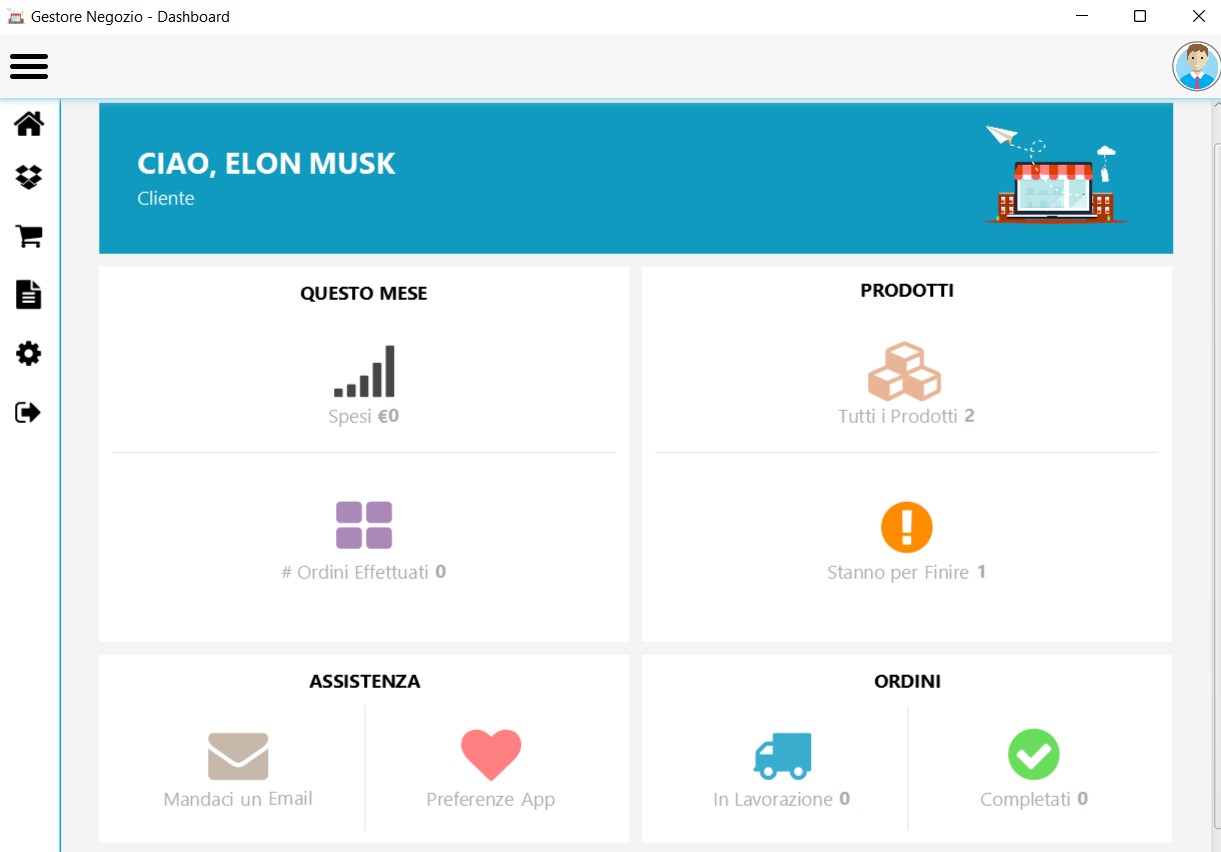 Gestore Negozio - Dashboard
CIAO, ELON MUSK
Cliente
QUESTO MESE
Spesi €0
# Ordini Effettuati 0
PRODOTTI
Tutti i Prodotti 2
Stanno per Finire 1
ASSISTENZA
Mandaci un Email
Preferenze App
ORDINI
In Lavorazione 0
Completati 0